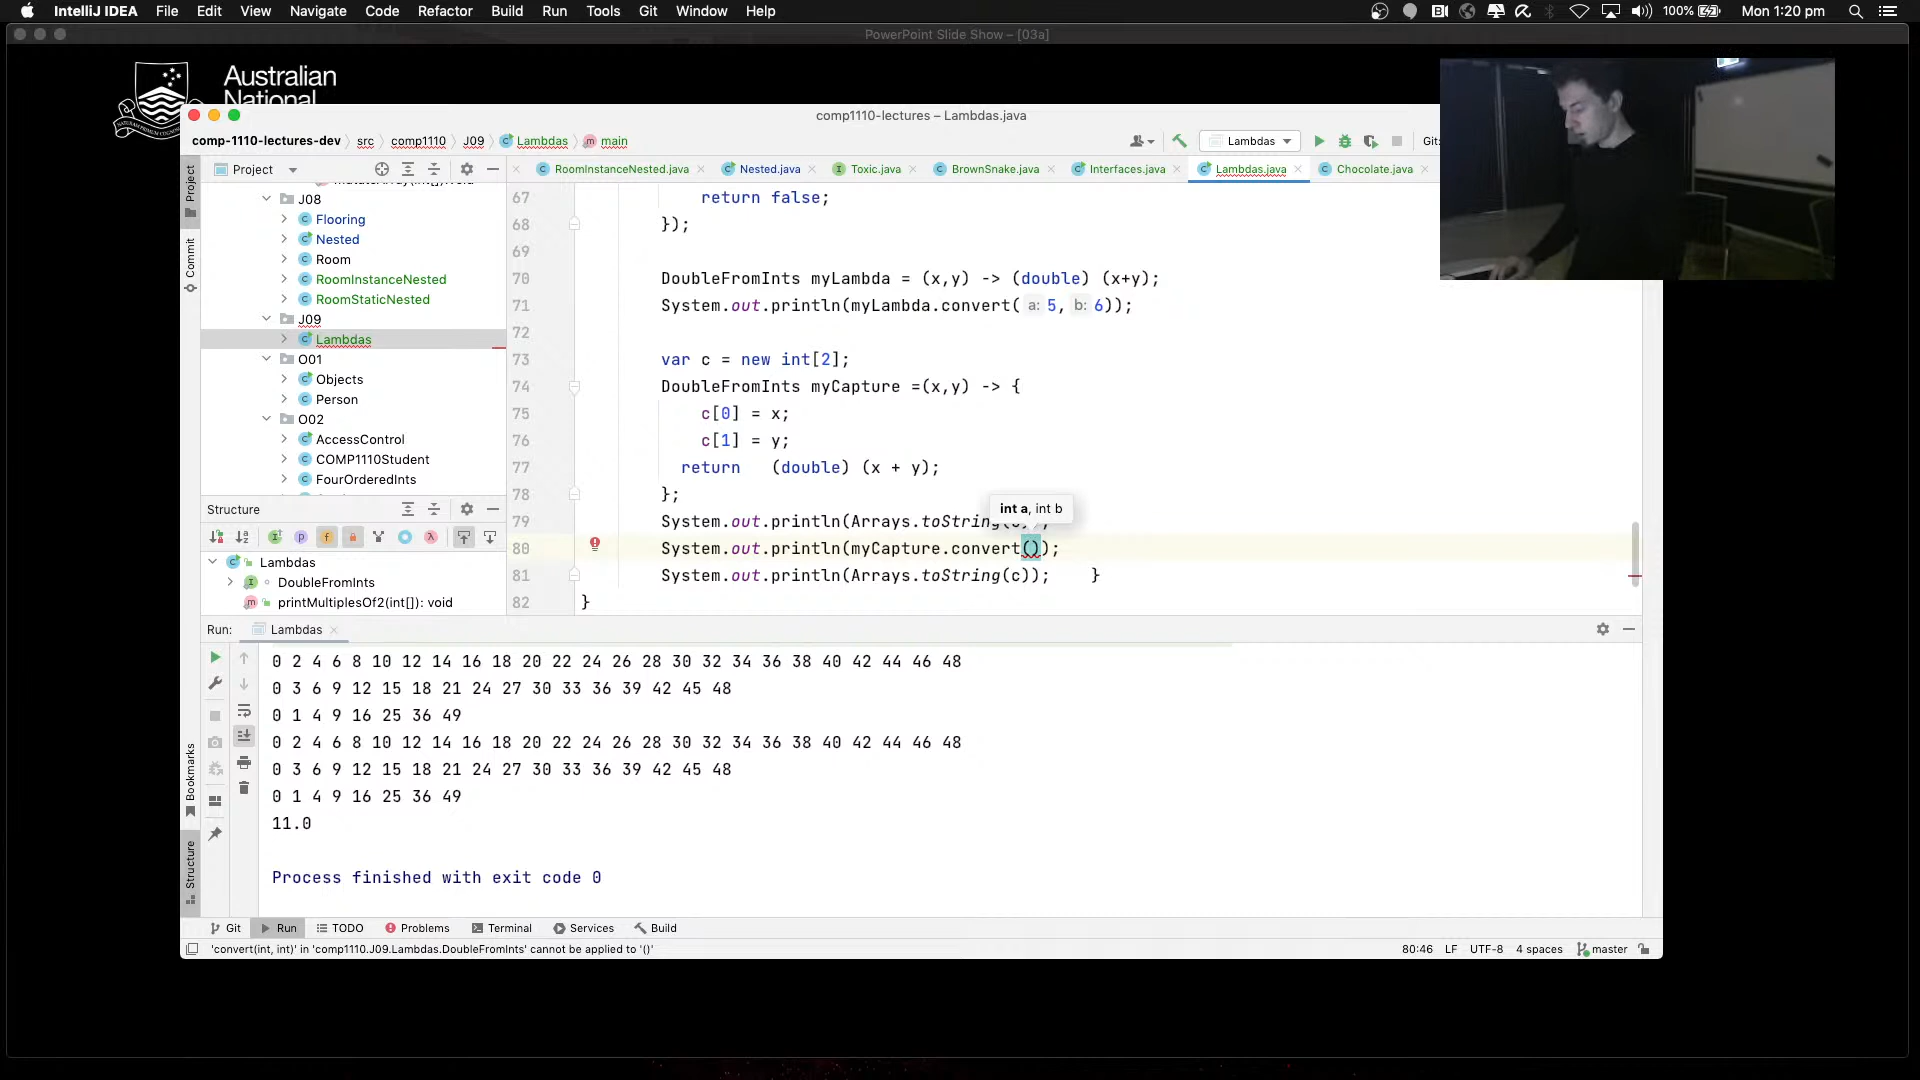 IntelliJ IDEA File Edit View Navigate Code Refactor Build Run Tools Git Window Help 100% Mon 1:20 pm
PowerPoint Slide Show – [03a]
Australian
National
comp1110-lectures – Lambdas.java
comp-1110-lectures-dev src comp1110 J09 Lambdas main Lambdas Git:
Project RoomInstanceNested.java Nested.java Toxic.java BrownSnake.java Interfaces.java Lambdas.java Chocolate.java
Project
Commit
Bookmarks
Structure
J08
Flooring
Nested
Room
RoomInstanceNested
RoomStaticNested
J09
Lambdas
O01
Objects
Person
O02
AccessControl
COMP1110Student
FourOrderedInts
Structure
Lambdas
DoubleFromInts
printMultiplesOf2(int[]): void
67 return false;
68 });
69
70 DoubleFromInts myLambda = (x,y) -> (double) (x+y);
71 System.out.println(myLambda.convert( a: 5, b: 6));
72
73 var c = new int[2];
74 DoubleFromInts myCapture =(x,y) -> {
75 c[0] = x;
76 c[1] = y;
77 return (double) (x + y);
78 };
int a, int b
79 System.out.println(Arrays.toString(c));
80 System.out.println(myCapture.convert());
81 System.out.println(Arrays.toString(c)); }
82 }
Run: Lambdas
0 2 4 6 8 10 12 14 16 18 20 22 24 26 28 30 32 34 36 38 40 42 44 46 48
0 3 6 9 12 15 18 21 24 27 30 33 36 39 42 45 48
0 1 4 9 16 25 36 49
0 2 4 6 8 10 12 14 16 18 20 22 24 26 28 30 32 34 36 38 40 42 44 46 48
0 3 6 9 12 15 18 21 24 27 30 33 36 39 42 45 48
0 1 4 9 16 25 36 49
11.0
Process finished with exit code 0
Git Run TODO Problems Terminal Services Build
'convert(int, int)' in 'comp1110.J09.Lambdas.DoubleFromInts' cannot be applied to '()' 80:46 LF UTF-8 4 spaces master